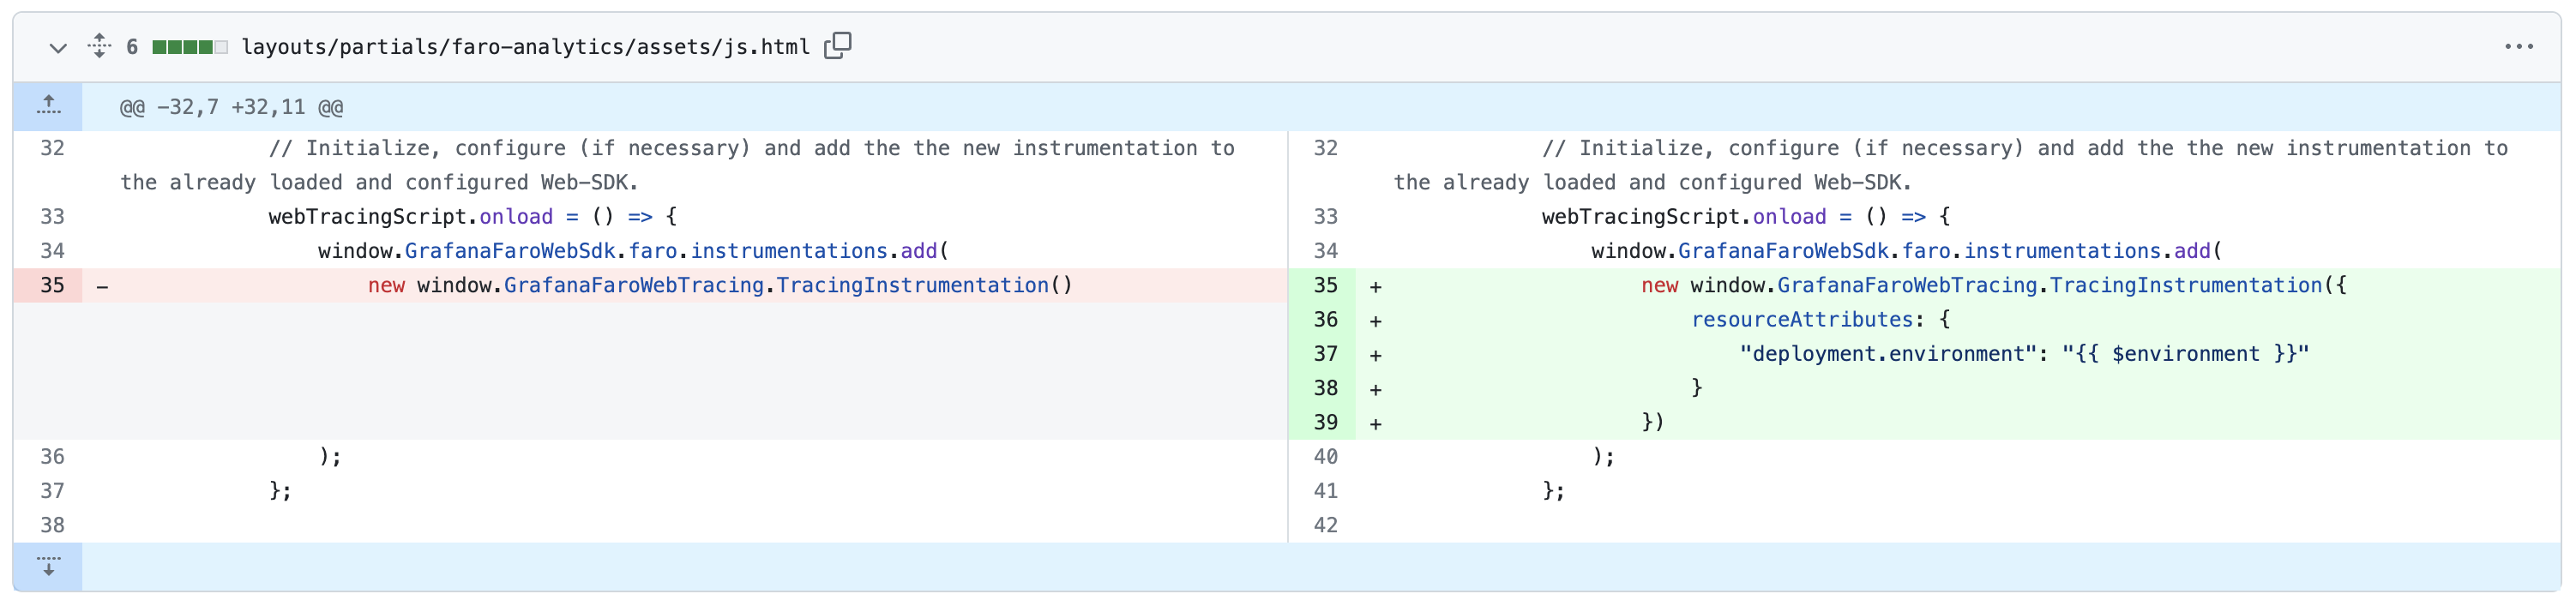 6 layouts/partials/faro-analytics/assets/js.html
@@ -32,7 +32,11 @@
32 // Initialize, configure (if necessary) and add the the new instrumentation to
the already loaded and configured Web-SDK.
33 webTracingScript.onload = () => {
34 window.GrafanaFaroWebSdk.faro.instrumentations.add(
35 - new window.GrafanaFaroWebTracing.TracingInstrumentation()
36 );
37 };
38
32 // Initialize, configure (if necessary) and add the the new instrumentation to
the already loaded and configured Web-SDK.
33 webTracingScript.onload = () => {
34 window.GrafanaFaroWebSdk.faro.instrumentations.add(
35 + new window.GrafanaFaroWebTracing.TracingInstrumentation({
36 + resourceAttributes: {
37 + "deployment.environment": "{{ $environment }}"
38 + }
39 + })
40 );
41 };
42